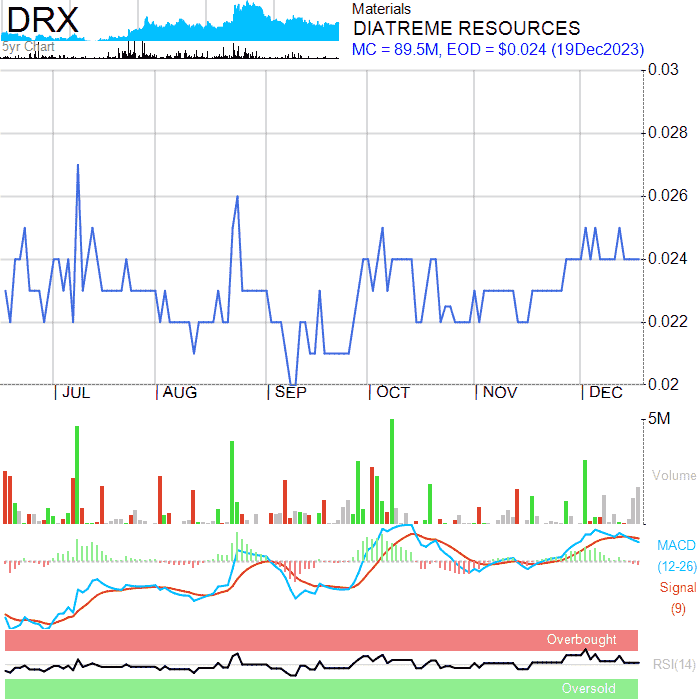 DRX
5yr Chart
Materials
DIATREME RESOURCES
MC = 89.5M, EOD = $0.024 (19Dec2023)
0.03
0.028
0.026
0.024
0.022
0.02
JUL AUG SEP OCT NOV DEC
5M
Volume
MACD
(12-26)
Signal
(9)
Overbought
RSI(14)
Oversold